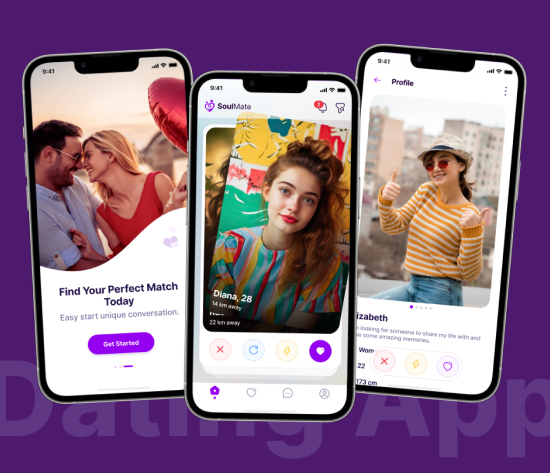 9:41
Find Your Perfect Match
Today
Easy start unique conversation.
Get Started
9:41
SoulMate
2
Diana, 28
14 km away
22 km away
9:41
Profile
izabeth
looking for someone to share my life with and
some amazing memories.
Wom
22
173 cm
Dating App